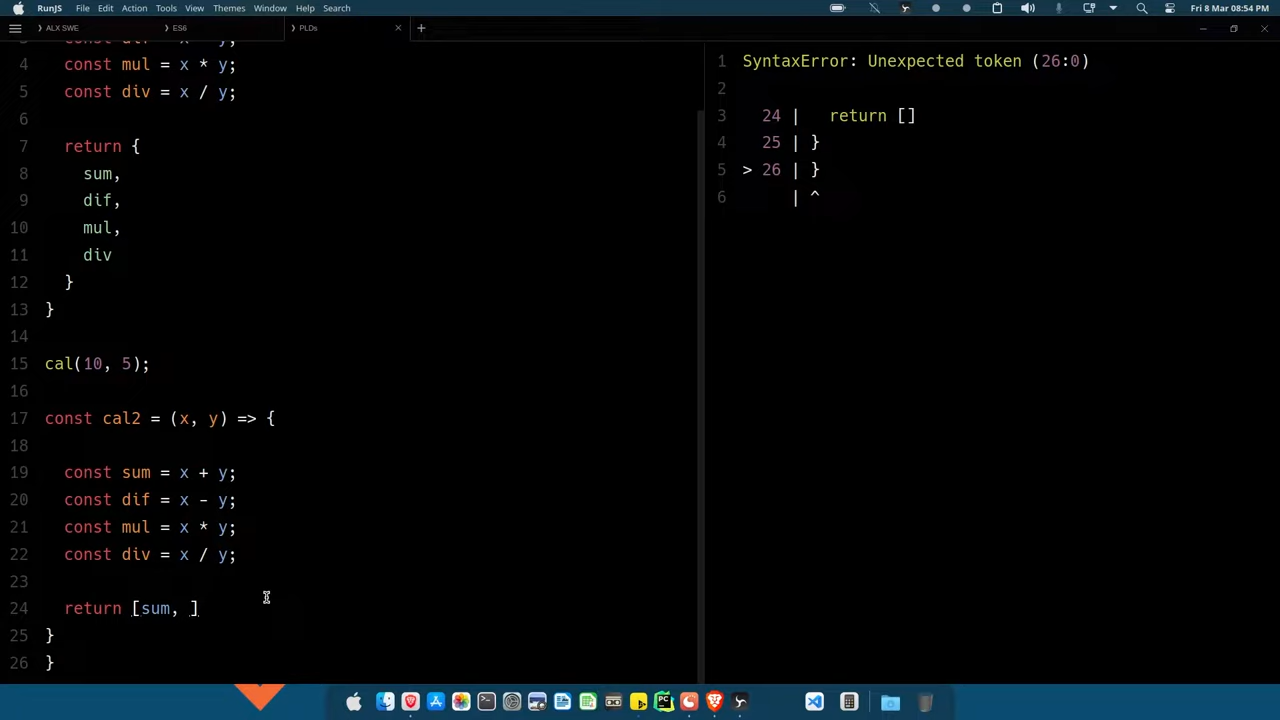 RunJS File Edit Action Tools View Themes Window Help Search Fri 8 Mar 08:54 PM
ALX SWE ES6 PLDs
4 const mul = x * y;
5 const div = x / y;
6
7 return {
8 sum,
9 dif,
10 mul,
11 div
12 }
13 }
14
15 cal(10, 5);
16
17 const cal2 = (x, y) => {
18
19 const sum = x + y;
20 const dif = x - y;
21 const mul = x * y;
22 const div = x / y;
23
24 return [sum, ]
25 }
26 }
1 SyntaxError: Unexpected token (26:0)
2
3 24 | return []
4 25 | }
5 > 26 | }
6 | ^
PC